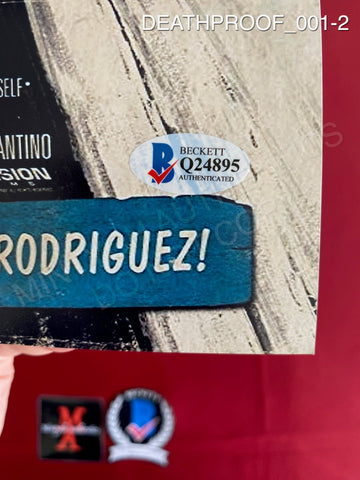 DEATHPROOF_001-2
SELF*
ANTINO
SION
M S
BECKETT
B
Q24895
AUTHENTICATED
RODRIGUEZ!
B